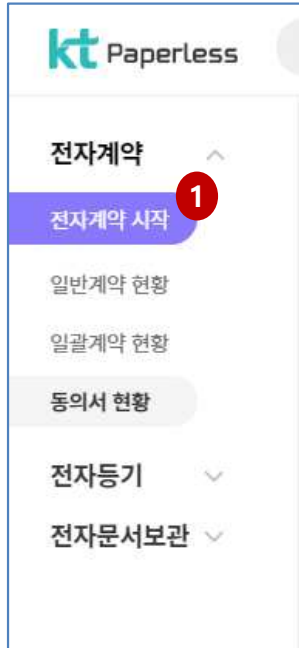 kt Paperless
전자계약
1
전자계약 시작
일반계약 현황
일괄계약 현황
동의서 현황
전자등기
전자문서보관